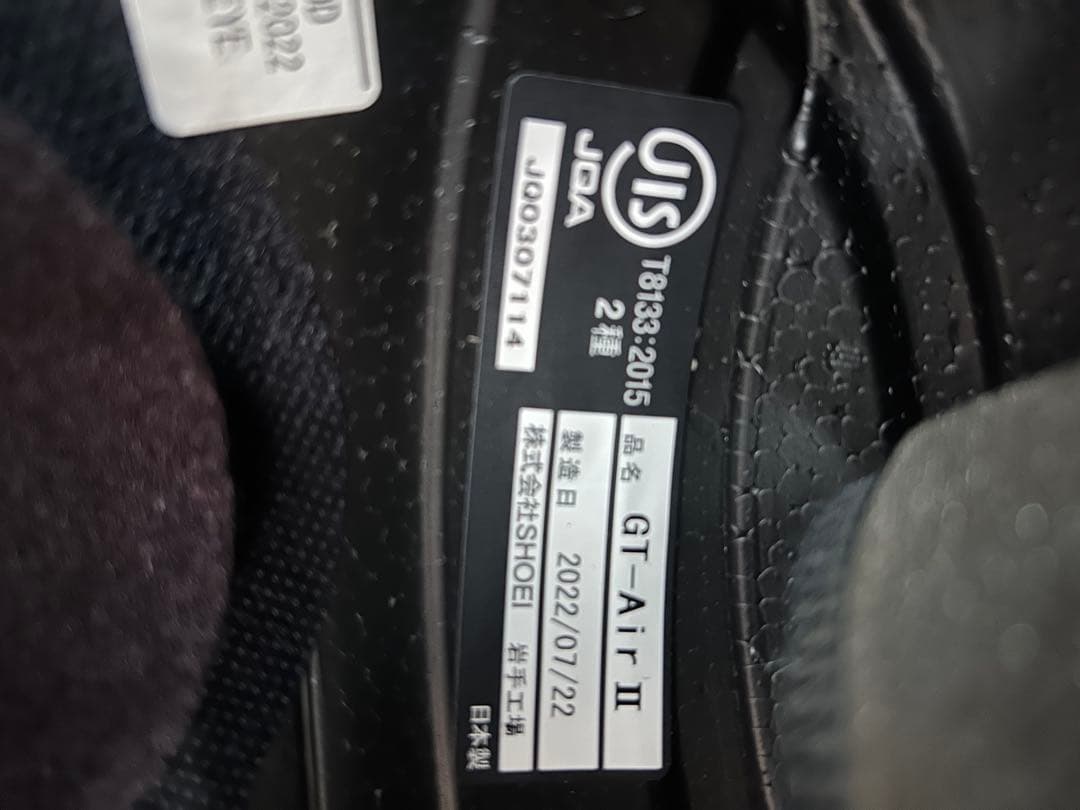 JIS
JQA
T8133:2015
2種
JQ0307114
品名 GT-Air Ⅱ
製造日 2022/07/22
株式会社SHOEI 岩手工場
日本製
2022